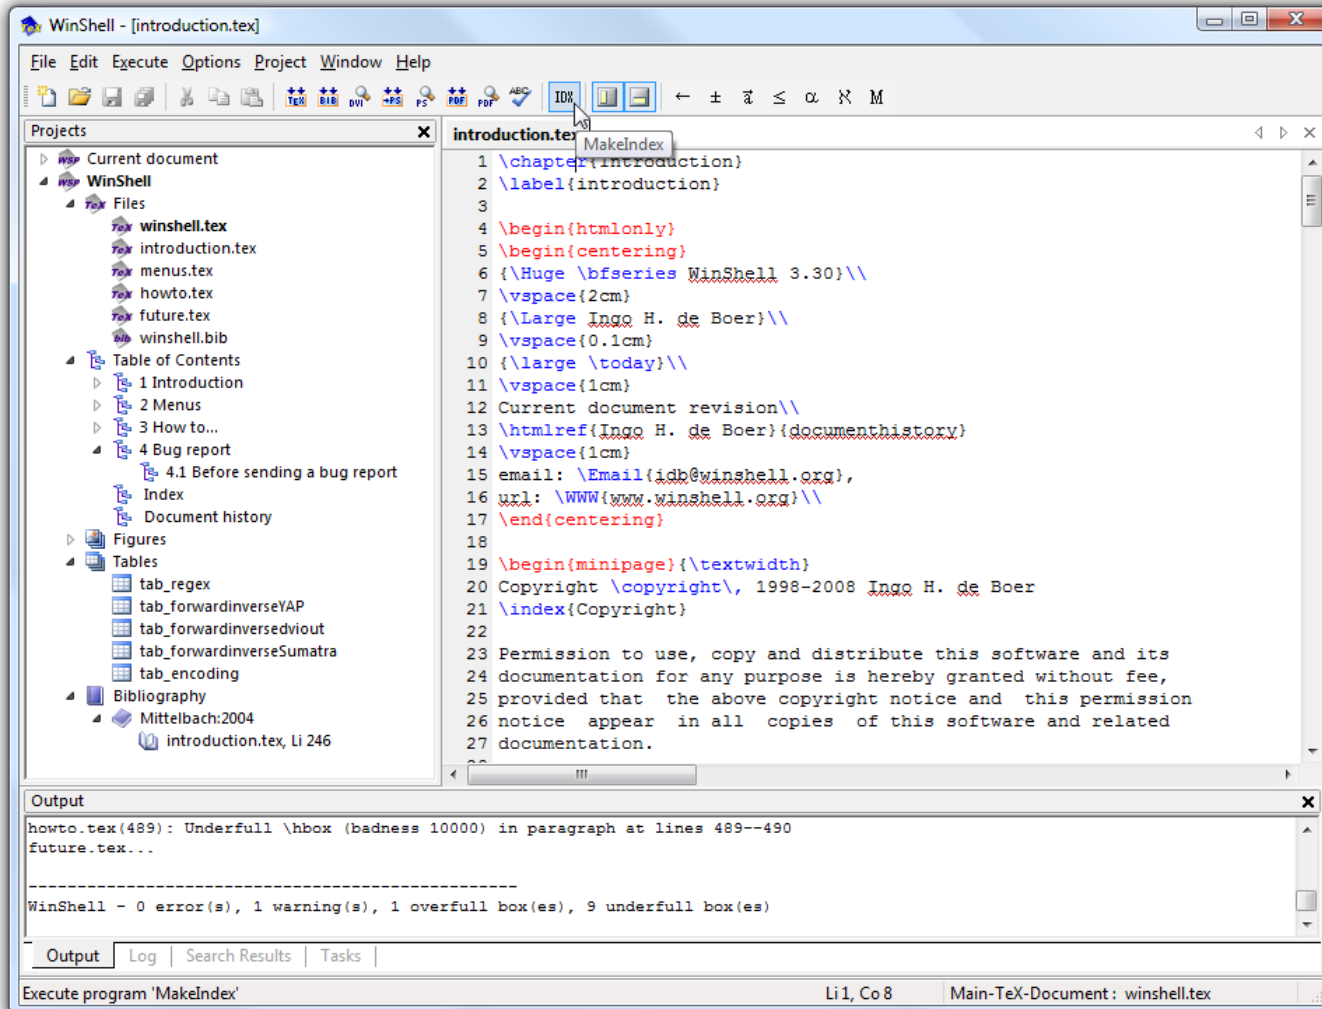 WinShell - [introduction.tex]
File Edit Execute Options Project Window Help
TEX BIB DVI PS PS PDF PDF ABC IDX ← ± a⃗ ≤ α ℵ M
Projects
Current document
WinShell
Files
winshell.tex
introduction.tex
menus.tex
howto.tex
future.tex
winshell.bib
Table of Contents
1 Introduction
2 Menus
3 How to...
4 Bug report
4.1 Before sending a bug report
Index
Document history
Figures
Tables
tab_regex
tab_forwardinverseYAP
tab_forwardinversedviout
tab_forwardinverseSumatra
tab_encoding
Bibliography
Mittelbach:2004
introduction.tex, Li 246
introduction.tex
MakeIndex
1 \chapter{introduction}
2 \label{introduction}
3
4 \begin{htmlonly}
5 \begin{centering}
6 {\Huge \bfseries WinShell 3.30}\\
7 \vspace{2cm}
8 {\Large Ingo H. de Boer}\\
9 \vspace{0.1cm}
10 {\large \today}\\
11 \vspace{1cm}
12 Current document revision\\
13 \htmlref{Ingo H. de Boer}{documenthistory}
14 \vspace{1cm}
15 email: \Email{idb@winshell.org},
16 url: \WWW{www.winshell.org}\\
17 \end{centering}
18
19 \begin{minipage}{\textwidth}
20 Copyright \copyright\, 1998-2008 Ingo H. de Boer
21 \index{Copyright}
22
23 Permission to use, copy and distribute this software and its
24 documentation for any purpose is hereby granted without fee,
25 provided that the above copyright notice and this permission
26 notice appear in all copies of this software and related
27 documentation.
Output
howto.tex(489): Underfull \hbox (badness 10000) in paragraph at lines 489--490
future.tex...
--------------------------------------------------
WinShell - 0 error(s), 1 warning(s), 1 overfull box(es), 9 underfull box(es)
Output Log Search Results Tasks
Execute program 'MakeIndex' Li 1, Co 8 Main-TeX-Document : winshell.tex